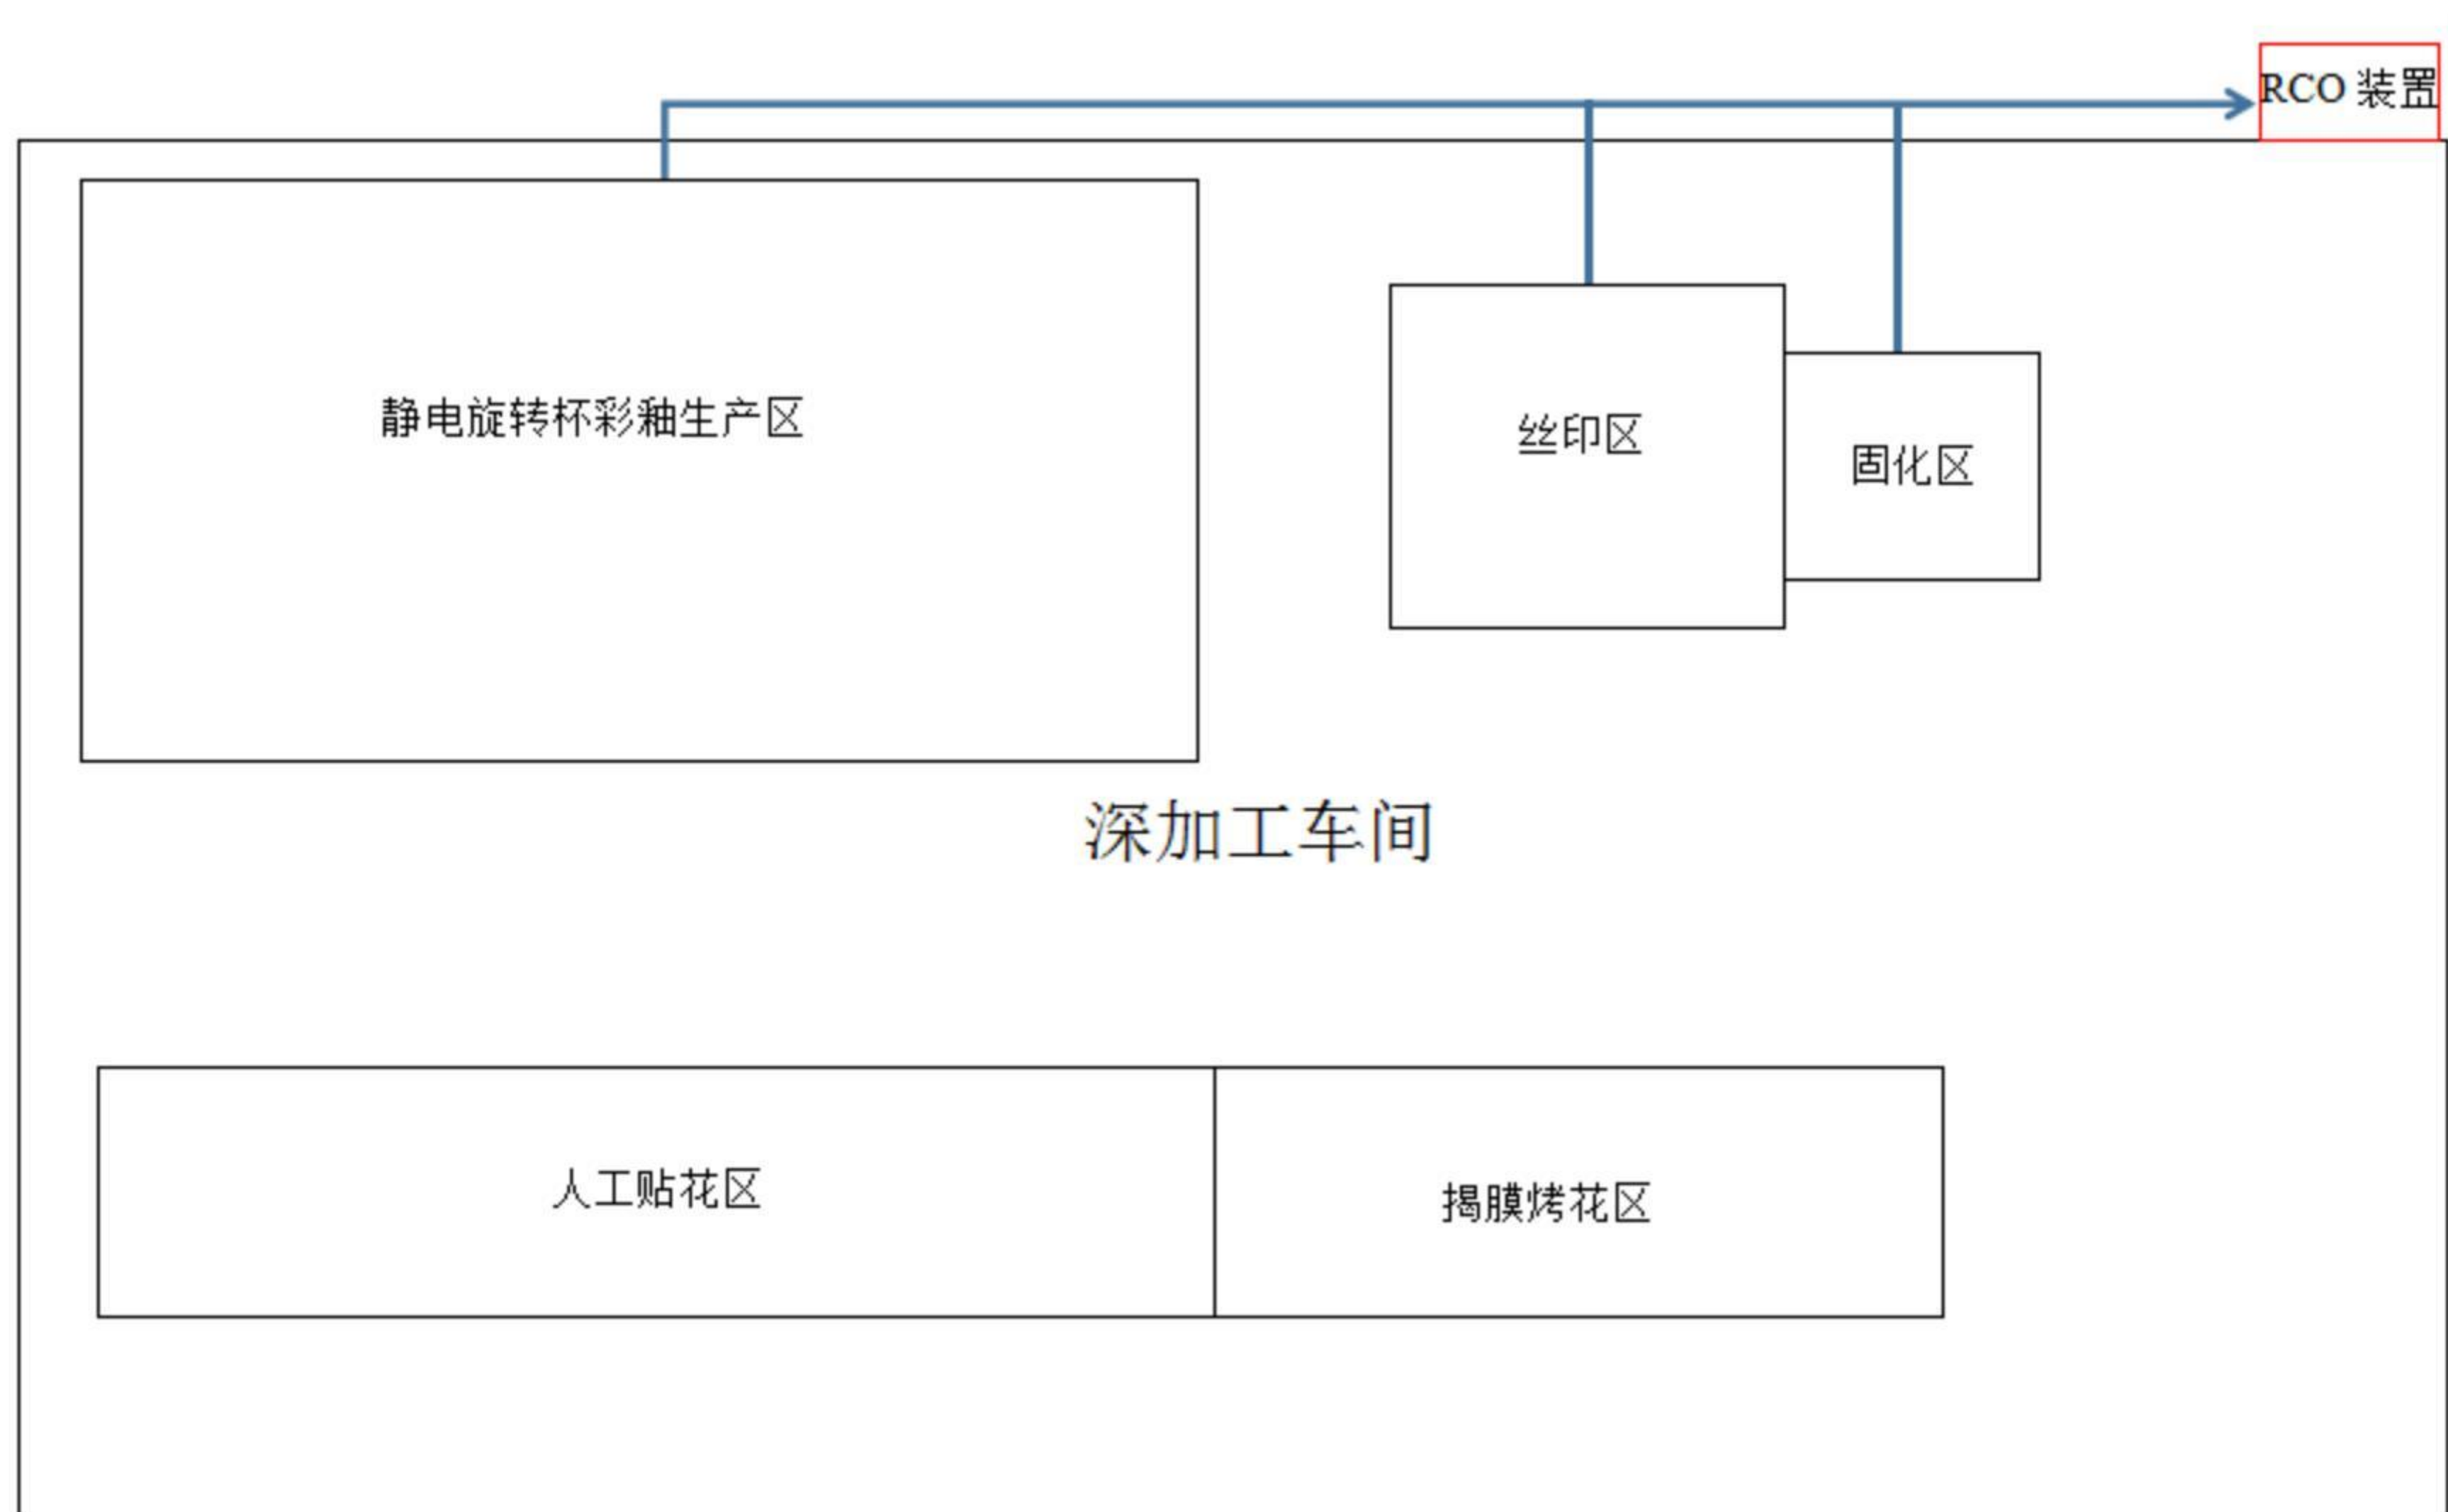 RCO 装置
静电旋转杯彩釉生产区
丝印区
固化区
深加工车间
人工贴花区
揭膜烤花区